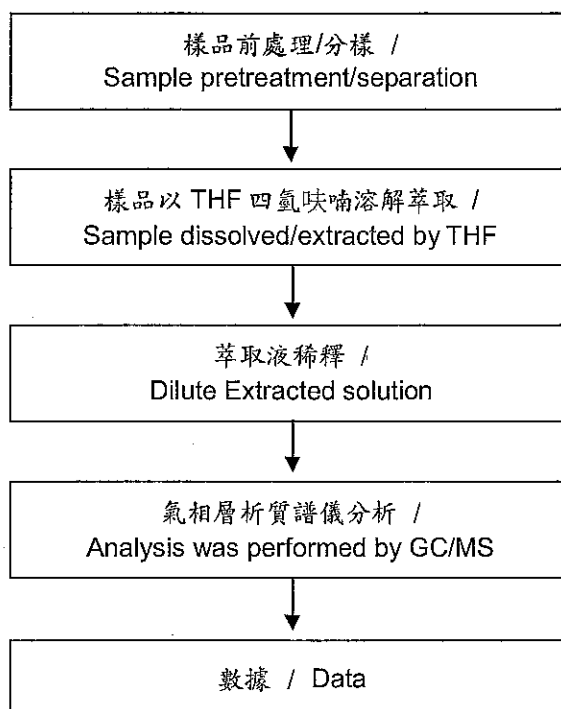 樣品前處理/分樣 /
Sample pretreatment/separation
樣品以 THF 四氫呋喃溶解萃取 /
Sample dissolved/extracted by THF
萃取液稀釋 /
Dilute Extracted solution
氣相層析質譜儀分析 /
Analysis was performed by GC/MS
數據 / Data